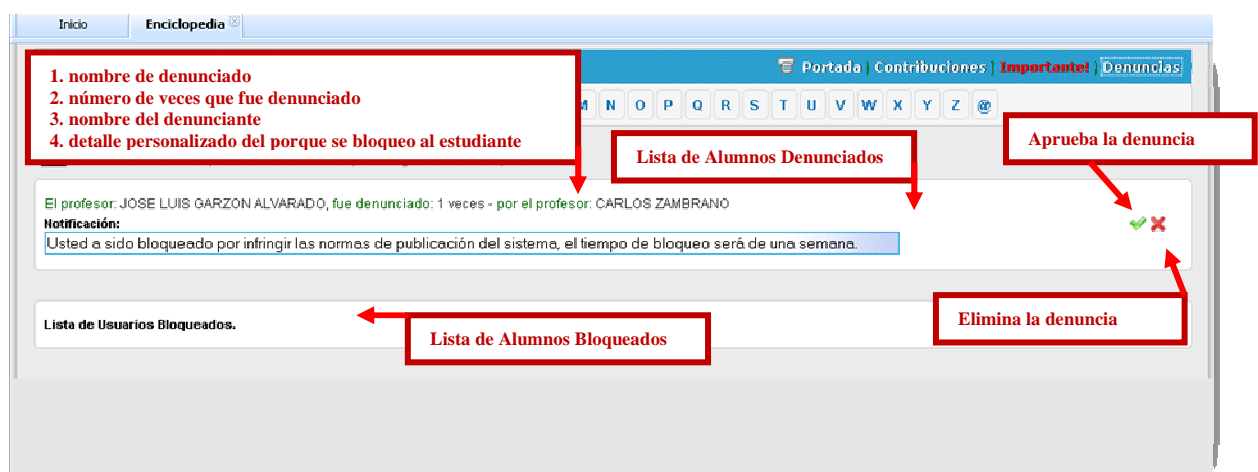 Inicio Enciclopedia
Portada | Contribuciones | Importante! | Denuncias
1. nombre de denunciado
2. número de veces que fue denunciado
3. nombre del denunciante
4. detalle personalizado del porque se bloqueo al estudiante
M N O P Q R S T U V W X Y Z @
Aprueba la denuncia
Lista de Alumnos Denunciados
El profesor: JOSE LUIS GARZON ALVARADO, fue denunciado: 1 veces - por el profesor: CARLOS ZAMBRANO
Notificación:
Usted a sido bloqueado por infringir las normas de publicación del sistema, el tiempo de bloqueo será de una semana.
Elimina la denuncia
Lista de Usuarios Bloqueados.
Lista de Alumnos Bloqueados